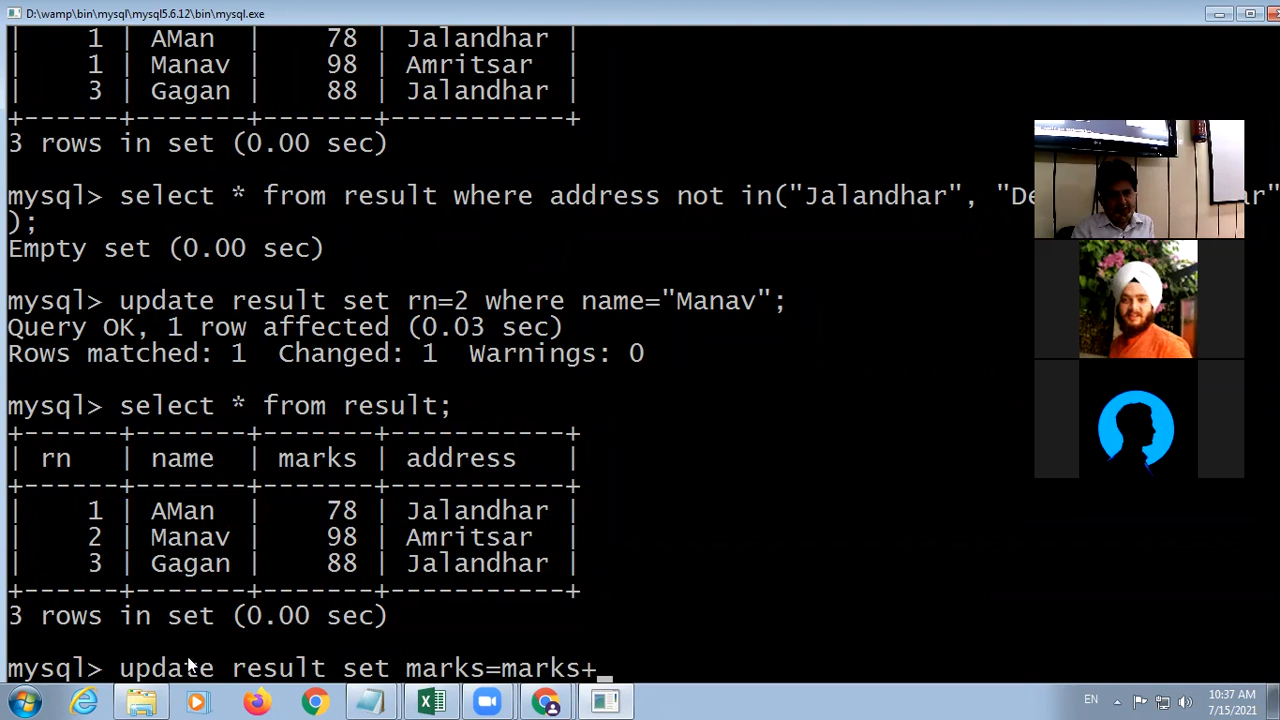 D:\wamp\bin\mysql\mysql5.6.12\bin\mysql.exe
| 1 | AMan | 78 | Jalandhar |
| 1 | Manav | 98 | Amritsar |
| 3 | Gagan | 88 | Jalandhar |
+------+-------+-------+-----------+
3 rows in set (0.00 sec)
mysql> select * from result where address not in("Jalandhar", "De
);
Empty set (0.00 sec)
mysql> update result set rn=2 where name="Manav";
Query OK, 1 row affected (0.03 sec)
Rows matched: 1 Changed: 1 Warnings: 0
mysql> select * from result;
+------+-------+-------+-----------+
| rn | name | marks | address |
+------+-------+-------+-----------+
| 1 | AMan | 78 | Jalandhar |
| 2 | Manav | 98 | Amritsar |
| 3 | Gagan | 88 | Jalandhar |
+------+-------+-------+-----------+
3 rows in set (0.00 sec)
mysql> update result set marks=marks+_
EN
10:37 AM
7/15/2021